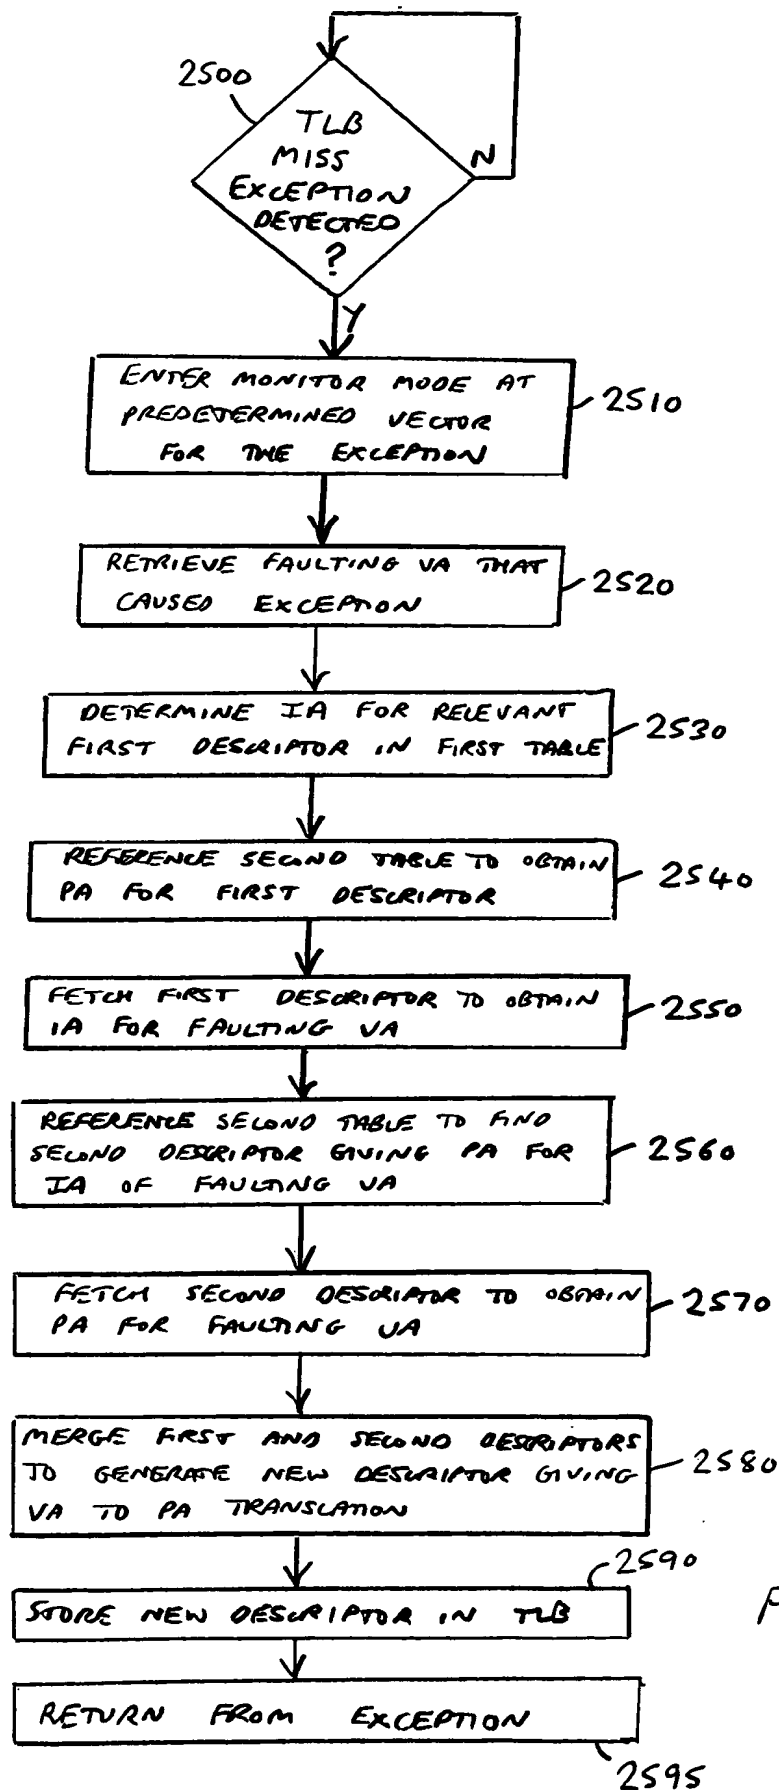 2500
TLB
MISS
EXCEPTION
DETECTED
?
N
Y
ENTER MONITOR MODE AT
PREDETERMINED VECTOR
FOR THE EXCEPTION
2510
RETRIEVE FAULTING VA THAT
CAUSED EXCEPTION
2520
DETERMINE IA FOR RELEVANT
FIRST DESCRIPTOR IN FIRST TABLE
2530
REFERENCE SECOND TABLE TO OBTAIN
PA FOR FIRST DESCRIPTOR
2540
FETCH FIRST DESCRIPTOR TO OBTAIN
IA FOR FAULTING VA
2550
REFERENCE SECOND TABLE TO FIND
SECOND DESCRIPTOR GIVING PA FOR
IA OF FAULTING VA
2560
FETCH SECOND DESCRIPTOR TO OBTAIN
PA FOR FAULTING VA
2570
MERGE FIRST AND SECOND DESCRIPTORS
TO GENERATE NEW DESCRIPTOR GIVING
VA TO PA TRANSLATION
2580
2590
STORE NEW DESCRIPTOR IN TLB
RETURN FROM EXCEPTION
2595